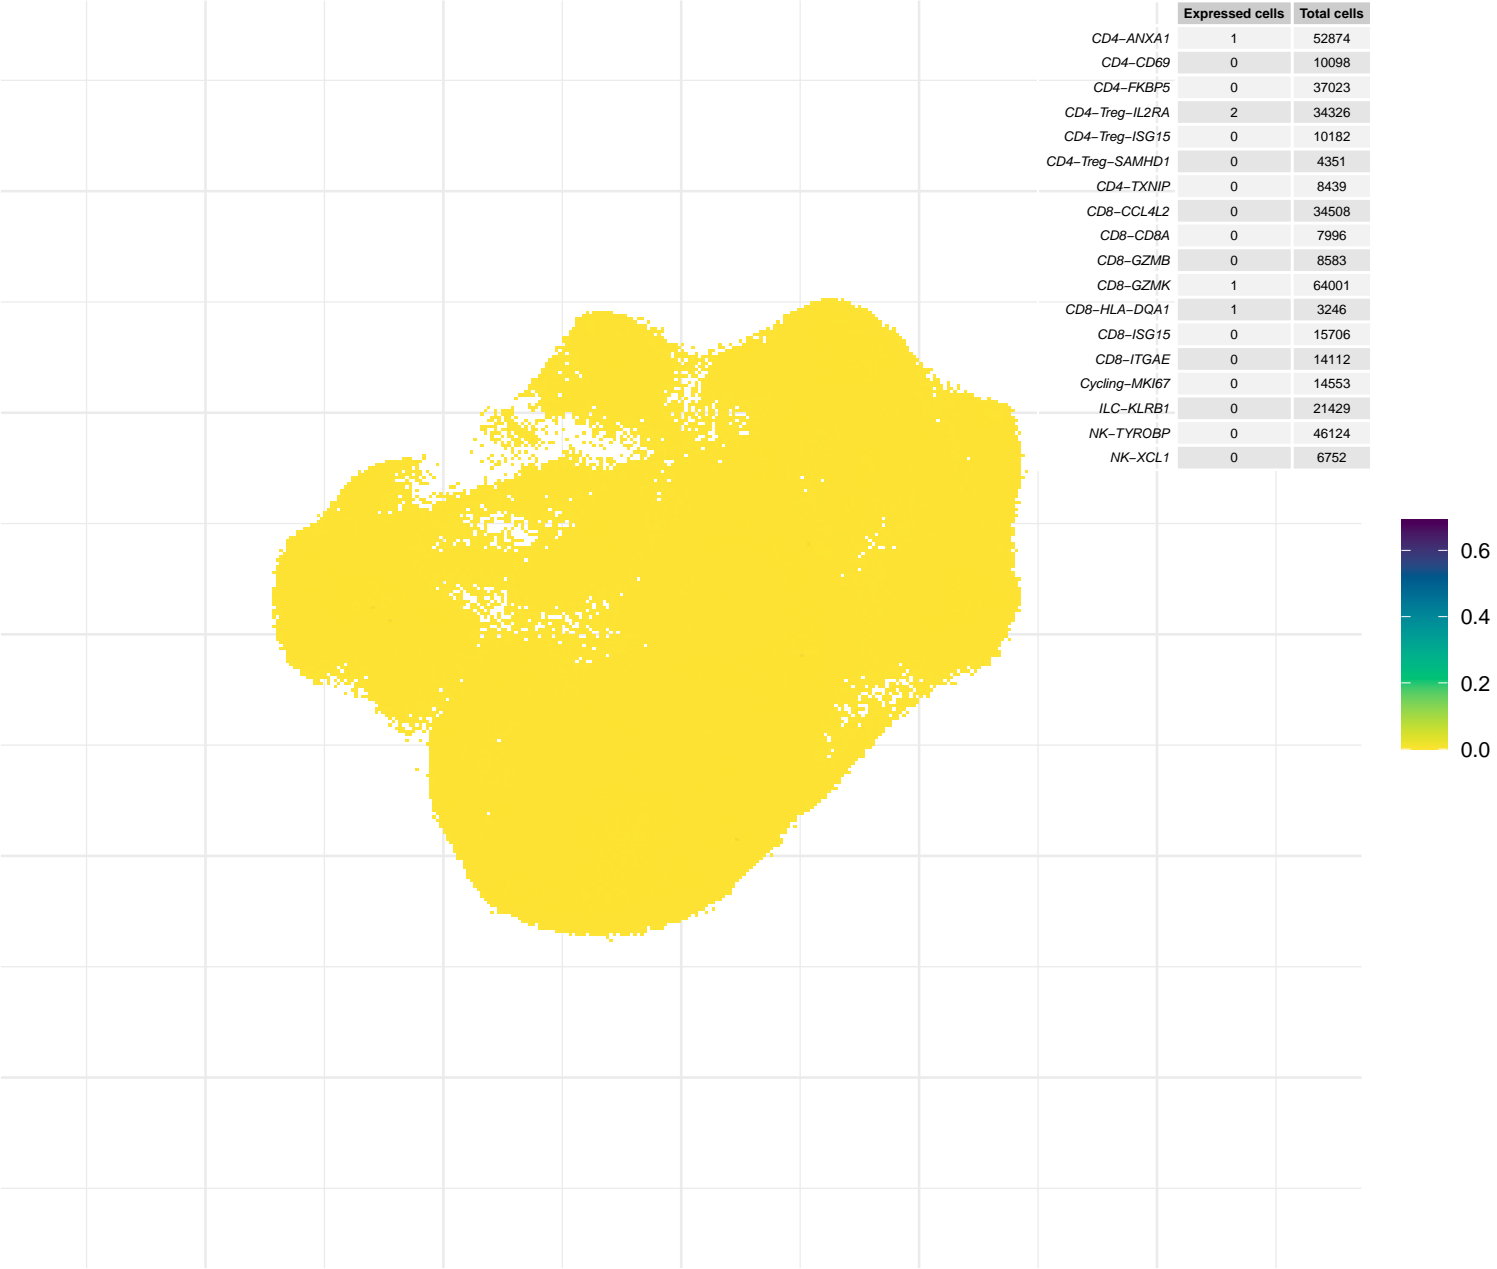 Expressed cells Total cells
CD4−ANXA1 1 52874
CD4−CD69 0 10098
CD4−FKBP5 0 37023
CD4−Treg−IL2RA 2 34326
CD4−Treg−ISG15 0 10182
CD4−Treg−SAMHD1 0 4351
CD4−TXNIP 0 8439
CD8−CCL4L2 0 34508
CD8−CD8A 0 7996
CD8−GZMB 0 8583
CD8−GZMK 1 64001
CD8−HLA−DQA1 1 3246
CD8−ISG15 0 15706
CD8−ITGAE 0 14112
Cycling−MKI67 0 14553
ILC−KLRB1 0 21429
NK−TYROBP 0 46124
NK−XCL1 0 6752
0.6
0.4
0.2
0.0